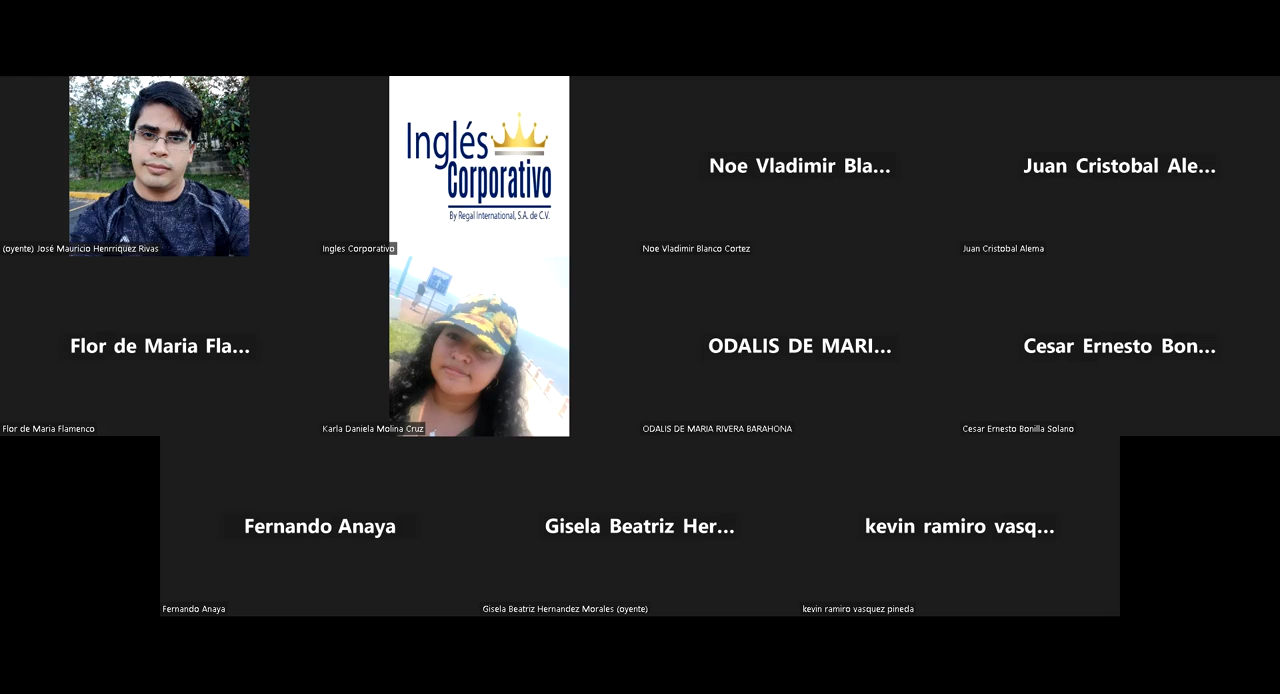 Inglés
Corporativo
By Regal International, S.A. de C.V.
Noe Vladimir Bla...
Juan Cristobal Ale...
(oyente) José Mauricio Henrriquez Rivas
Ingles Corporativo
Noe Vladimir Blanco Cortez
Juan Cristobal Alema
Flor de Maria Fla...
ODALIS DE MARI...
Cesar Ernesto Bon...
Flor de Maria Flamenco
Karla Daniela Molina Cruz
ODALIS DE MARIA RIVERA BARAHONA
Cesar Ernesto Bonilla Solano
Fernando Anaya
Gisela Beatriz Her...
kevin ramiro vasq...
Fernando Anaya
Gisela Beatriz Hernandez Morales (oyente)
kevin ramiro vasquez pineda